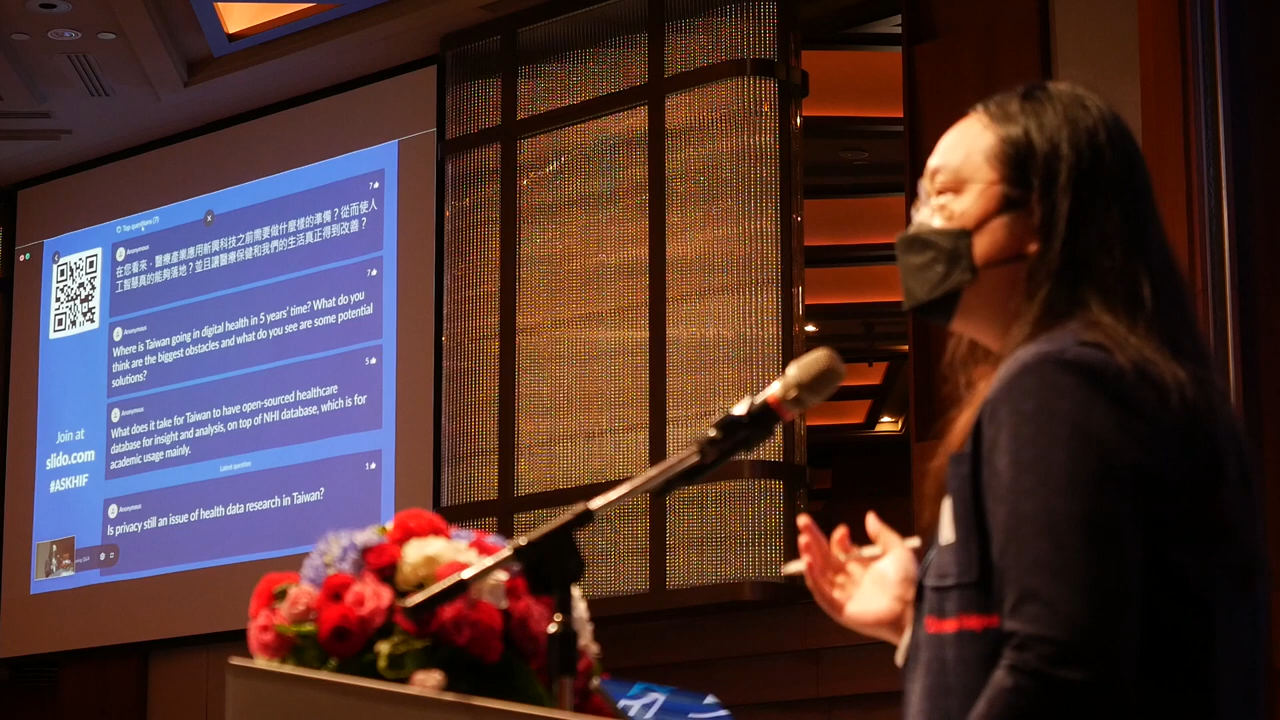 slido
Top questions (7)
Anonymous
7
在您看來，醫療產業應用新興科技之前需要做什麼樣的準備？從而使人
工智慧真的能夠落地？並且讓醫療保健和我們的生活真正得到改善？
Anonymous
7
Where is Taiwan going in digital health in 5 years' time? What do you
think are the biggest obstacles and what do you see are some potential
solutions?
Anonymous
5
What does it take for Taiwan to have open-sourced healthcare
database for insight and analysis, on top of NHI database, which is for
academic usage mainly.
Latest question
Anonymous
1
Is privacy still an issue of health data research in Taiwan?
Join at
slido.com
#ASKHIF